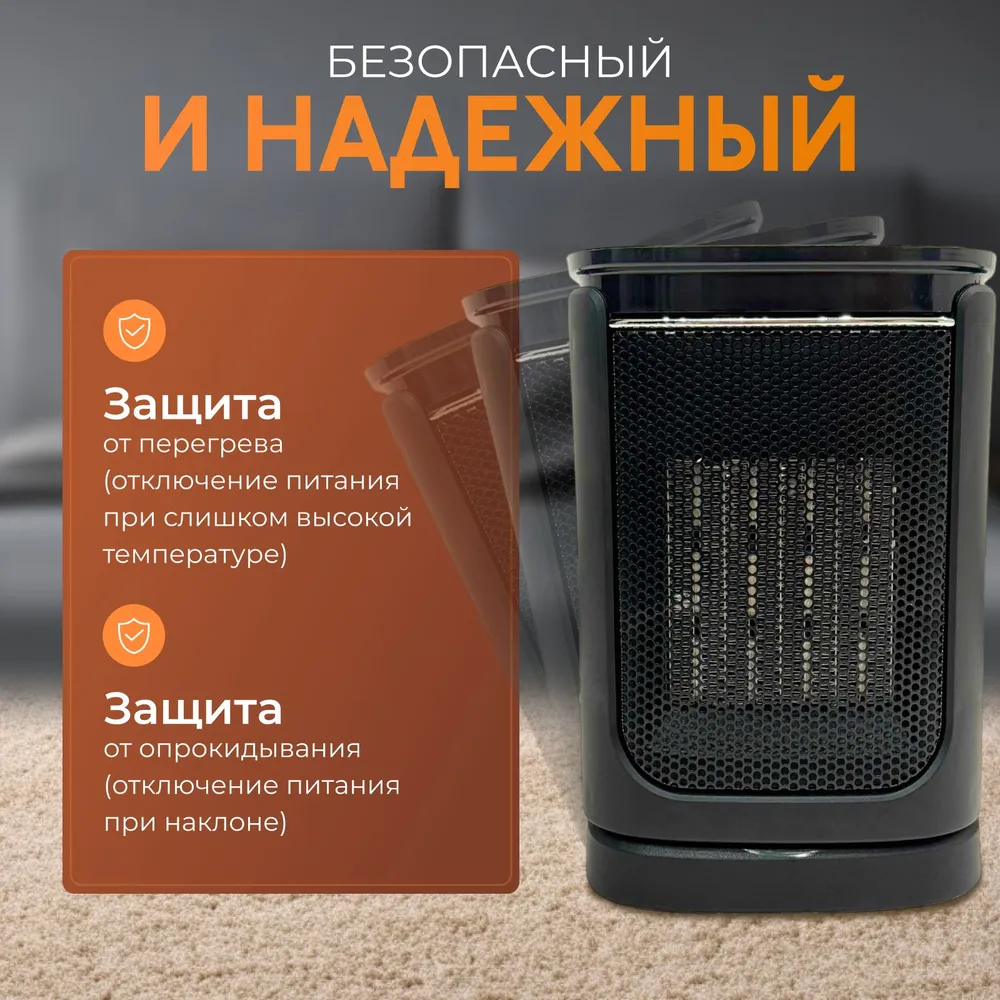 БЕЗОПАСНЫЙ
И НАДЕЖНЫЙ
Защита
от перегрева
(отключение питания
при слишком высокой
температуре)
Защита
от опрокидывания
(отключение питания
при наклоне)